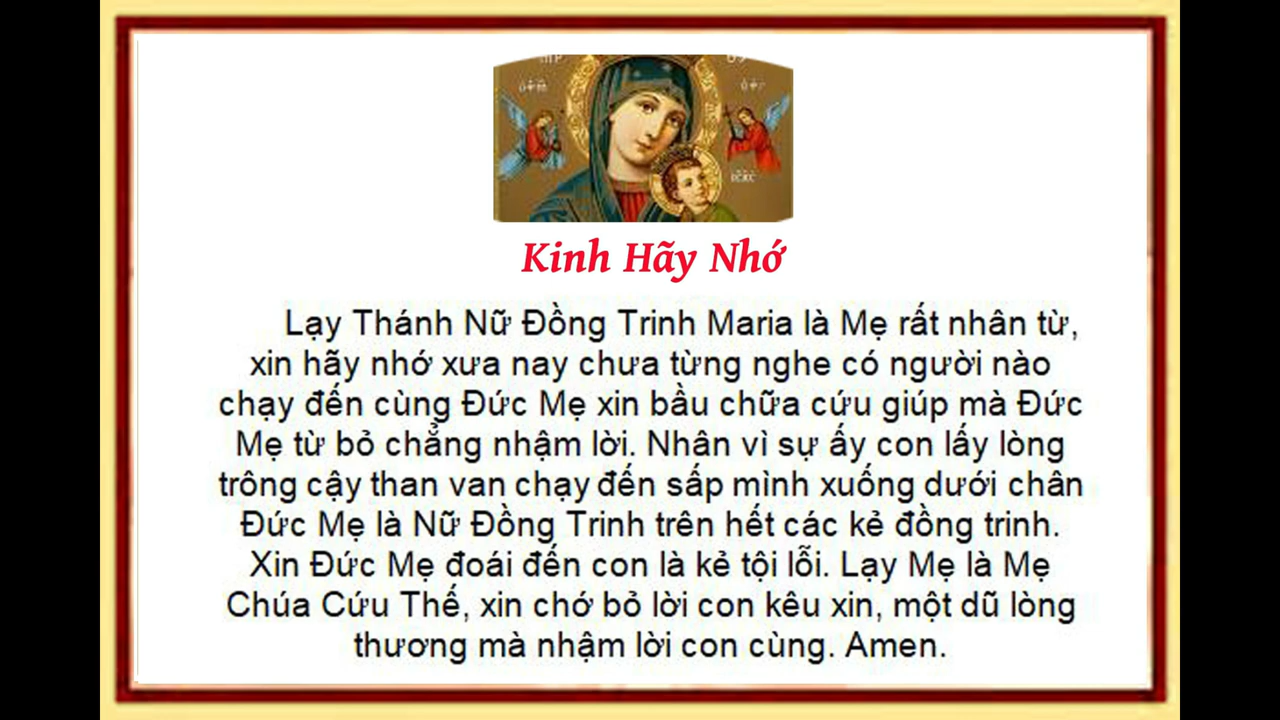 Kinh Hãy Nhớ
Lạy Thánh Nữ Đồng Trinh Maria là Mẹ rất nhân từ,
xin hãy nhớ xưa nay chưa từng nghe có người nào
chạy đến cùng Đức Mẹ xin bầu chữa cứu giúp mà Đức
Mẹ từ bỏ chẳng nhậm lời. Nhân vì sự ấy con lấy lòng
trông cậy than van chạy đến sấp mình xuống dưới chân
Đức Mẹ là Nữ Đồng Trinh trên hết các kẻ đồng trinh.
Xin Đức Mẹ đoái đến con là kẻ tội lỗi. Lạy Mẹ là Mẹ
Chúa Cứu Thế, xin chớ bỏ lời con kêu xin, một dũ lòng
thương mà nhậm lời con cùng. Amen.